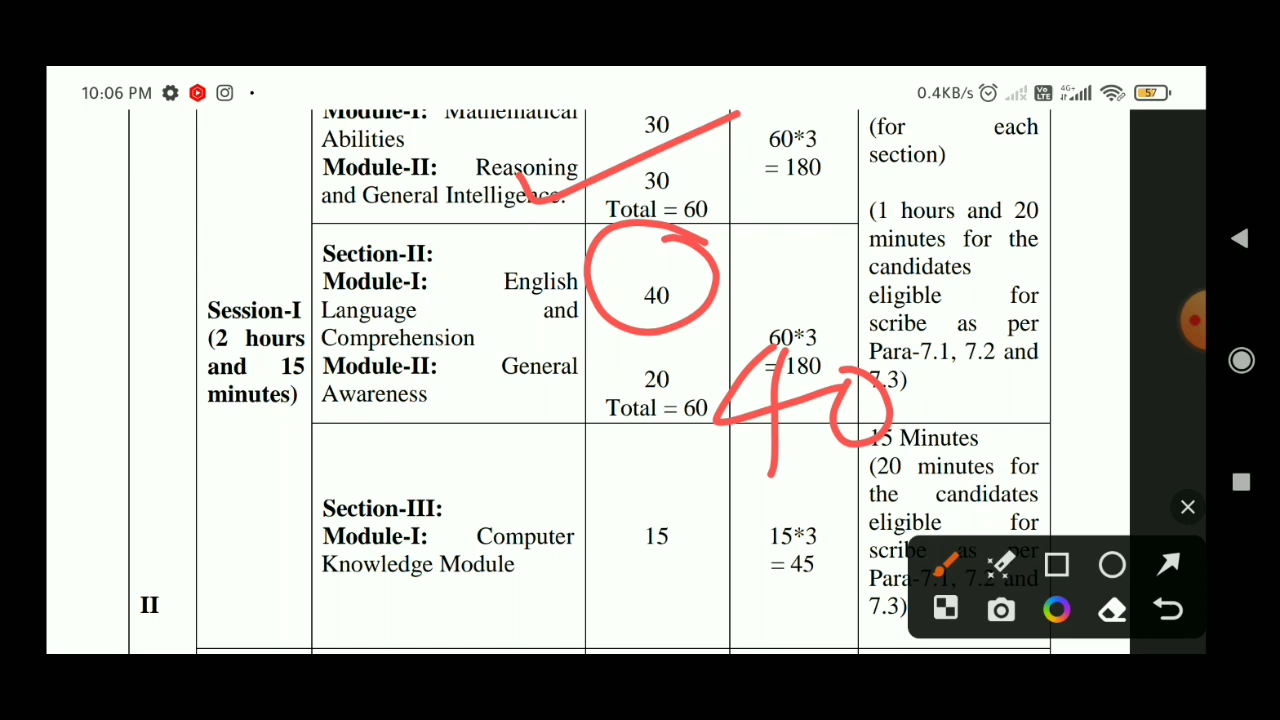 10:06 PM
0.4KB/s
Vo
LTE
4G+
57
Module-I: Mathematical
Abilities
Module-II: Reasoning
and General Intelligence.
30
30
Total = 60
60*3
= 180
(for each
section)
(1 hours and 20
minutes for the
candidates
eligible for
scribe as per
Para-7.1, 7.2 and
7.3)
Session-I
(2 hours
and 15
minutes)
Section-II:
Module-I: English
Language and
Comprehension
Module-II: General
Awareness
40
20
Total = 60
60*3
= 180
40
Section-III:
Module-I: Computer
Knowledge Module
15
15*3
= 45
15 Minutes
(20 minutes for
the candidates
eligible for
scribe as per
Para-7.1, 7.2 and
7.3)
II